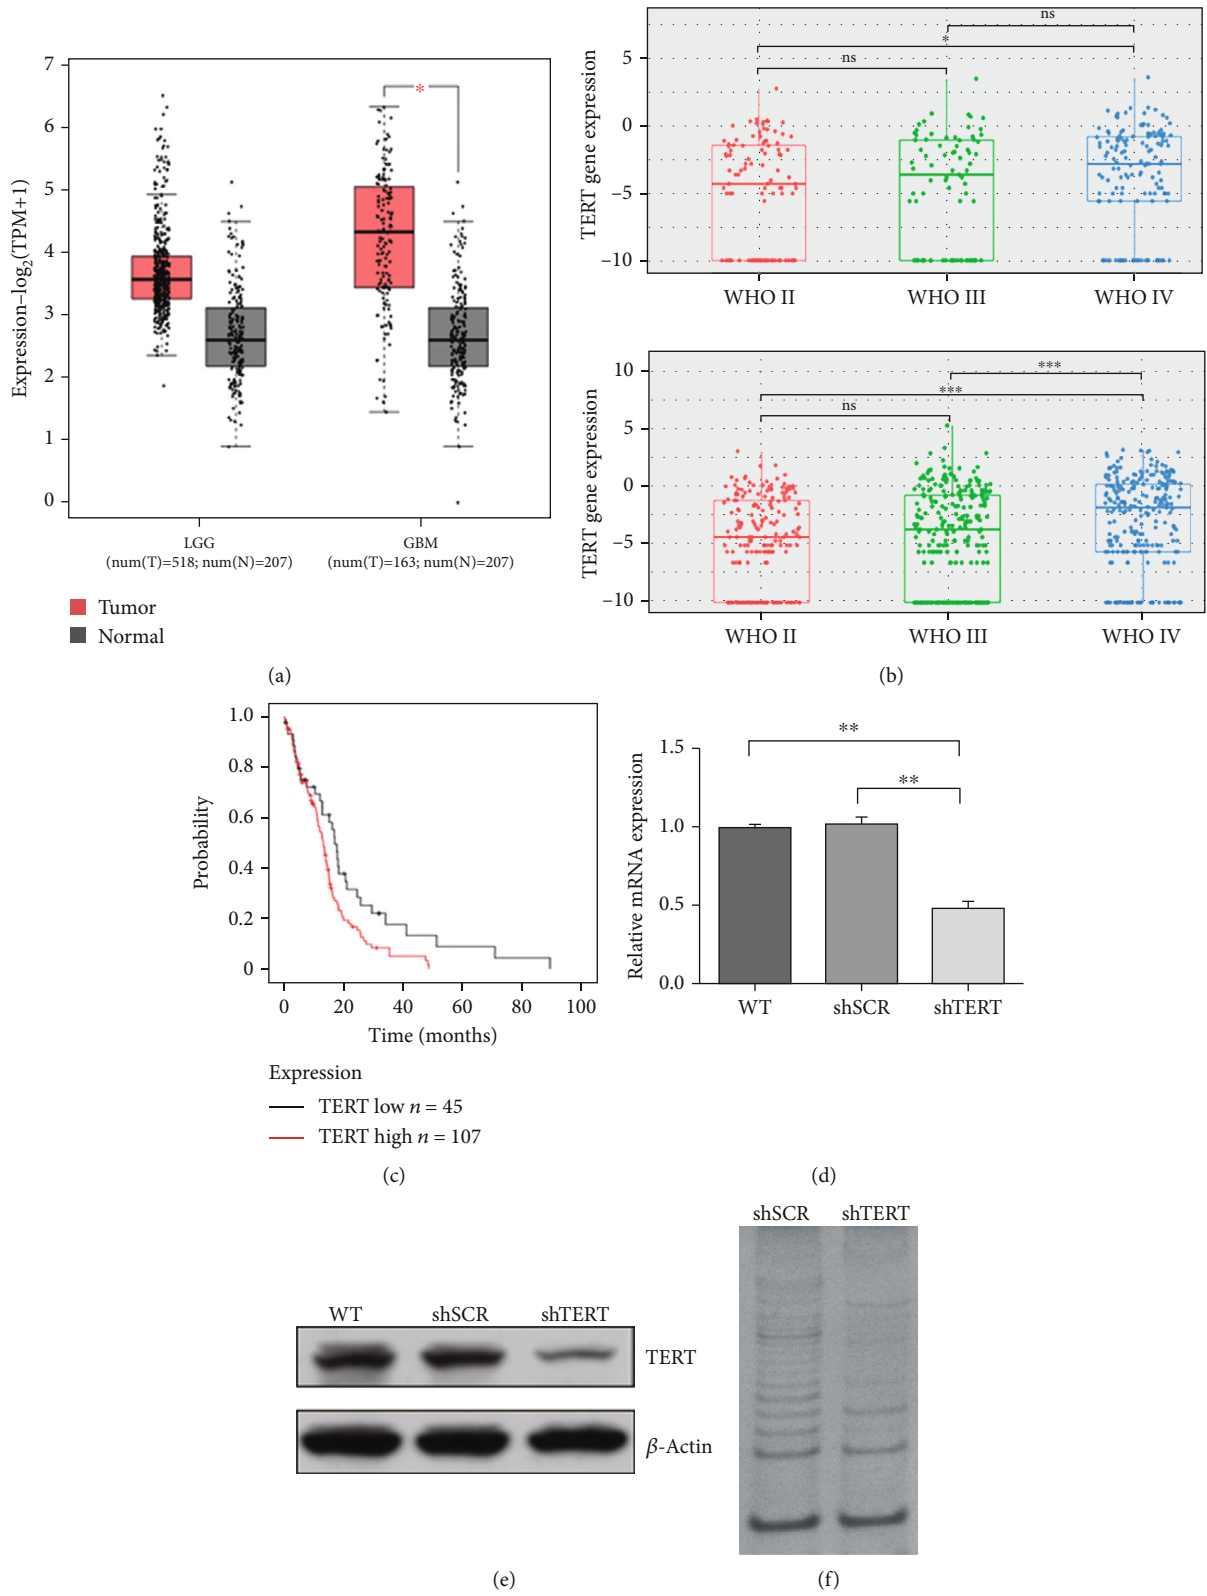 7
6
5
4
3
2
1
0
Expression–log2(TPM+1)
*
LGG
(num(T)=518; num(N)=207)
GBM
(num(T)=163; num(N)=207)
Tumor
Normal
(a)
5
0
−5
−10
TERT gene expression
ns
*
ns
WHO II
WHO III
WHO IV
10
5
0
−5
−10
TERT gene expression
***
***
ns
WHO II
WHO III
WHO IV
(b)
1.0
0.8
0.6
0.4
0.2
0
Probability
0
20
40
60
80
100
Time (months)
Expression
TERT low n = 45
TERT high n = 107
(c)
1.5
1.0
0.5
0.0
Relative mRNA expression
**
**
WT
shSCR
shTERT
(d)
WT
shSCR
shTERT
TERT
β-Actin
(e)
shSCR
shTERT
(f)